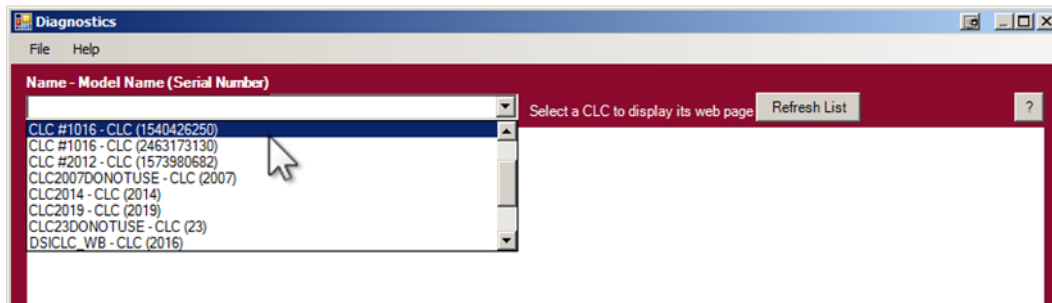 Diagnostics
File Help
Name - Model Name (Serial Number)
Select a CLC to display its web page Refresh List ?
CLC #1016 - CLC (1540426250)
CLC #1016 - CLC (2463173130)
CLC #2012 - CLC (1573980682)
CLC2007DONOTUSE - CLC (2007)
CLC2014 - CLC (2014)
CLC2019 - CLC (2019)
CLC23DONOTUSE - CLC (23)
DSICLC_WB - CLC (2016)